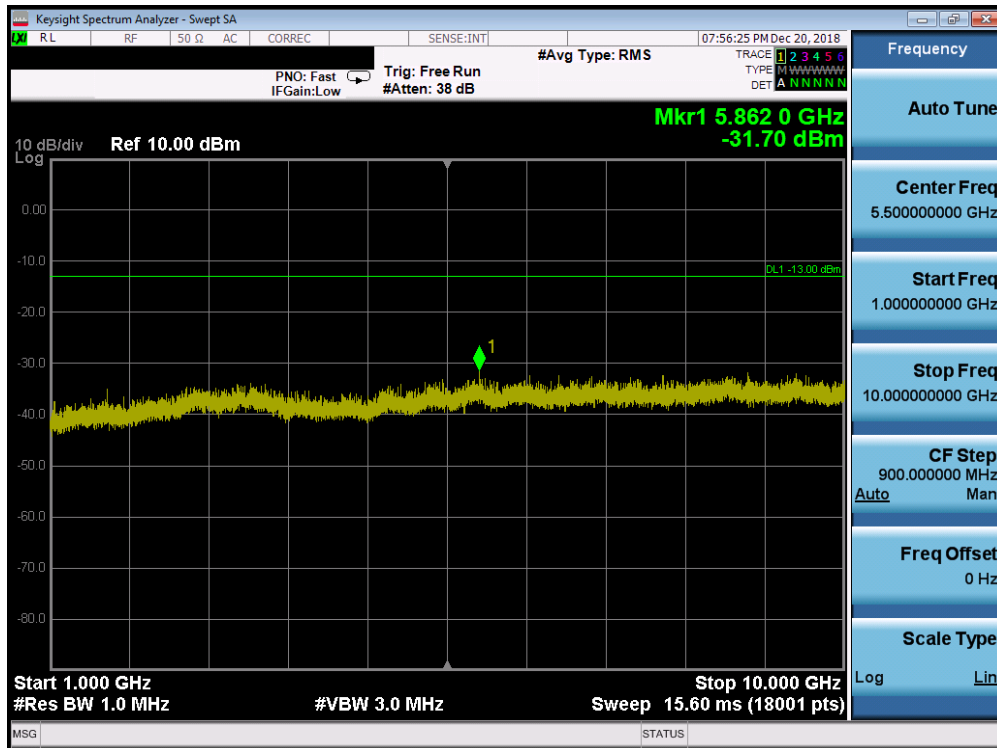 Keysight Spectrum Analyzer - Swept SA
LXI RL RF 50 Ω AC CORREC SENSE:INT 07:56:25 PM Dec 20, 2018
#Avg Type: RMS
TRACE 1 2 3 4 5 6
TYPE M W W W W W
DET A N N N N N
PNO: Fast
IFGain:Low
Trig: Free Run
#Atten: 38 dB
Mkr1 5.862 0 GHz
-31.70 dBm
10 dB/div Ref 10.00 dBm
Log
0.00
-10.0
DL1 -13.00 dBm
-20.0
1
-30.0
-40.0
-50.0
-60.0
-70.0
-80.0
Start 1.000 GHz
Stop 10.000 GHz
#Res BW 1.0 MHz
#VBW 3.0 MHz
Sweep 15.60 ms (18001 pts)
MSG
STATUS
Frequency
Auto Tune
Center Freq
5.500000000 GHz
Start Freq
1.000000000 GHz
Stop Freq
10.000000000 GHz
CF Step
900.000000 MHz
Auto Man
Freq Offset
0 Hz
Scale Type
Log Lin